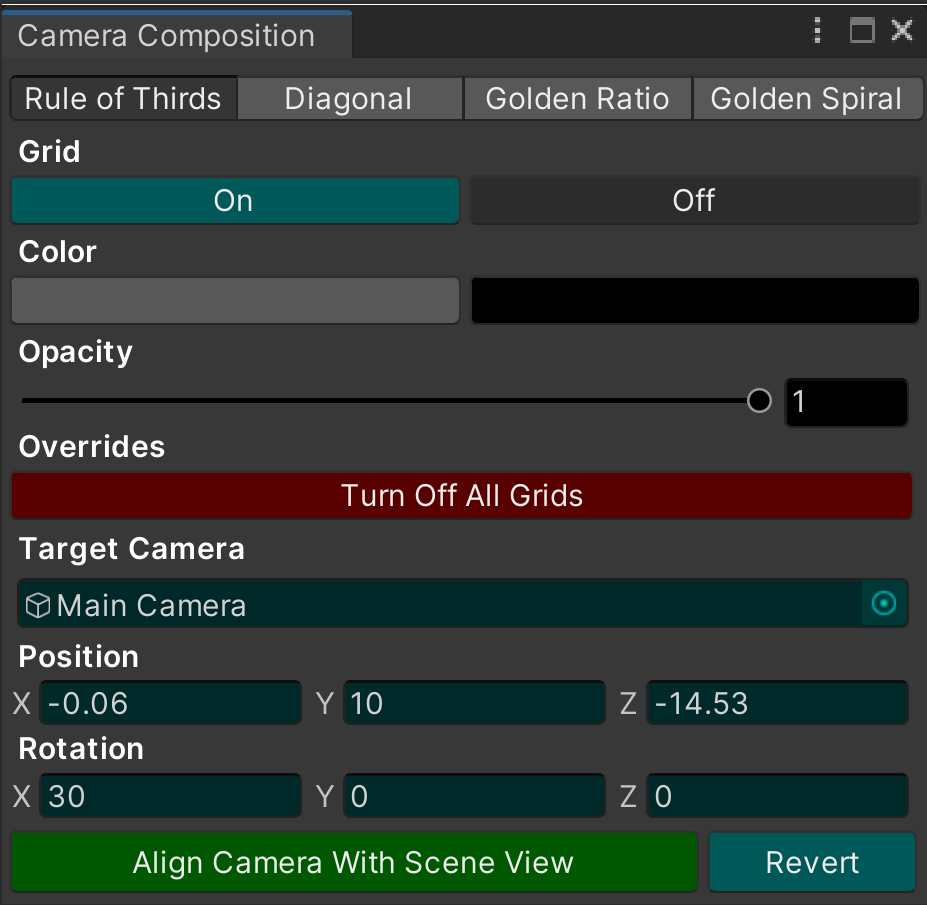 Camera Composition
Rule of Thirds Diagonal Golden Ratio Golden Spiral
Grid
On Off
Color
Opacity
1
Overrides
Turn Off All Grids
Target Camera
Main Camera
Position
X -0.06 Y 10 Z -14.53
Rotation
X 30 Y 0 Z 0
Align Camera With Scene View Revert